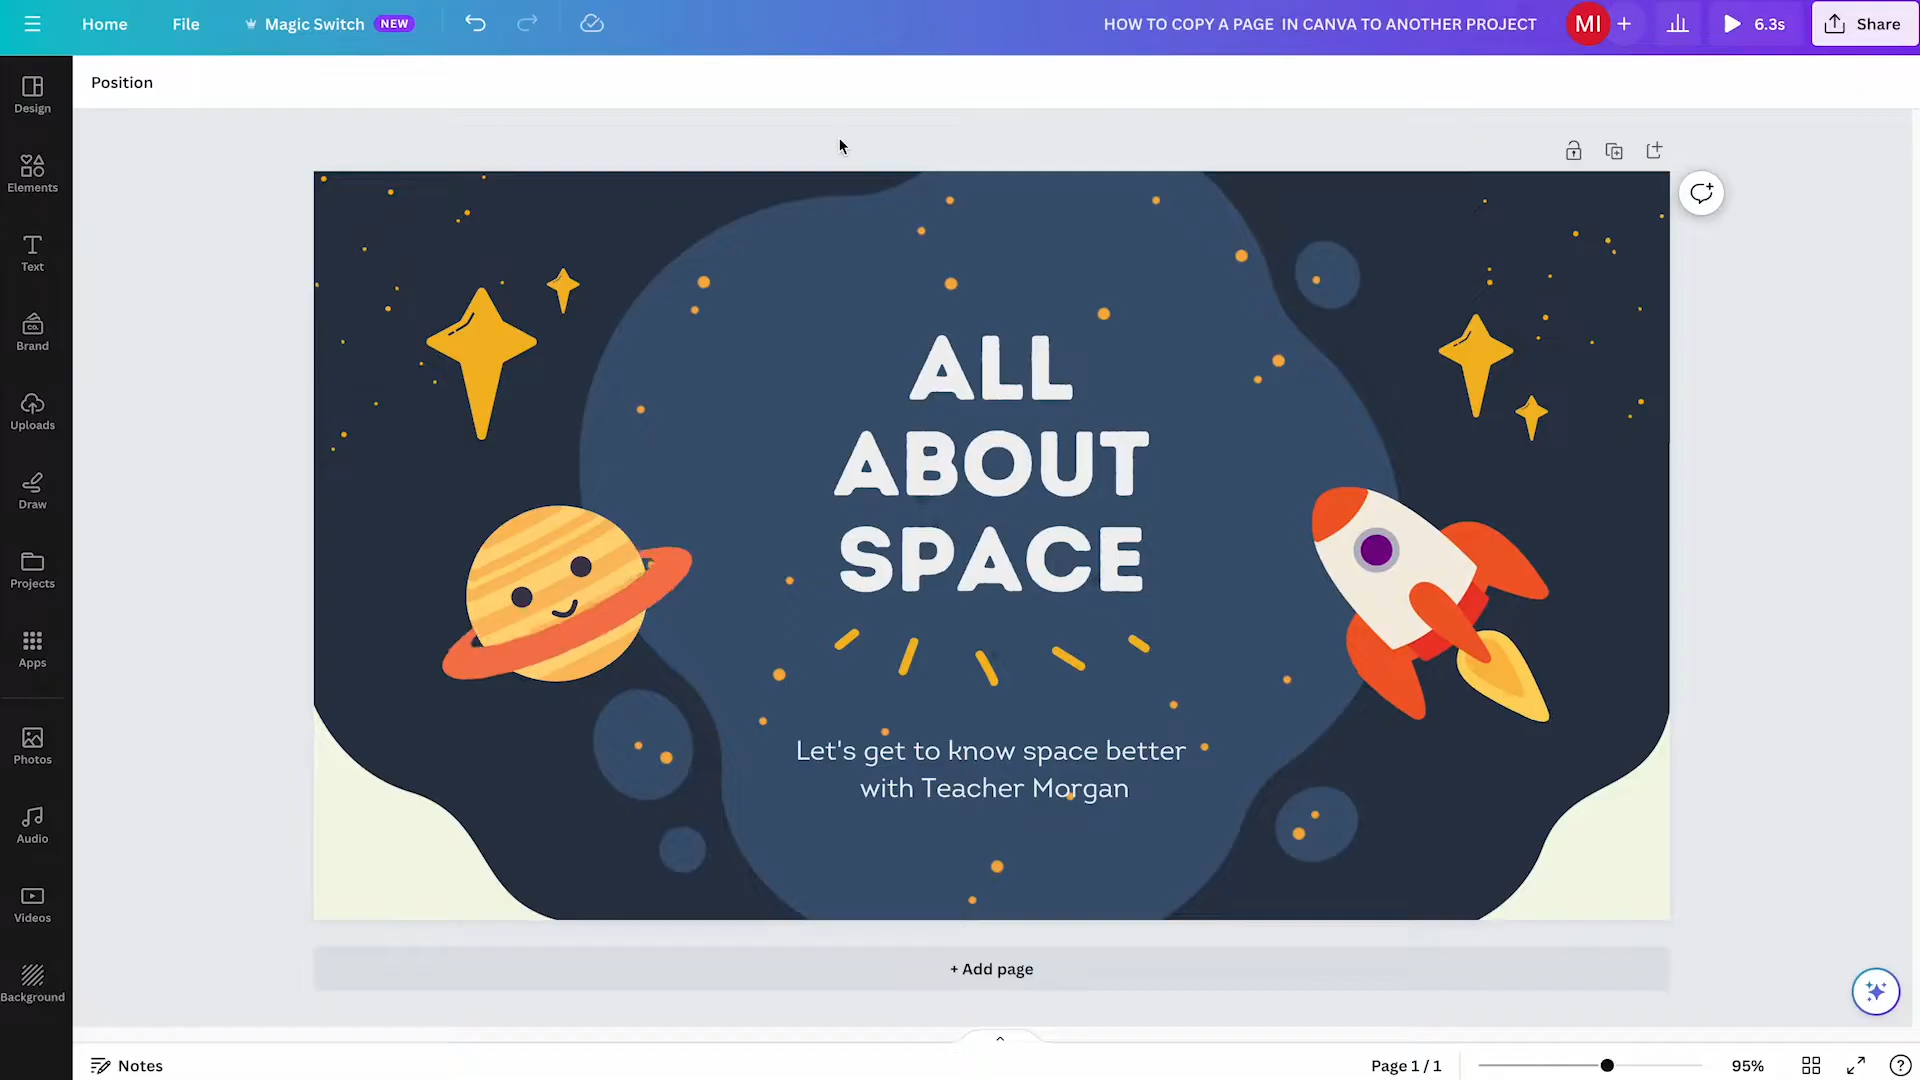 Home
File
Magic Switch NEW
HOW TO COPY A PAGE IN CANVA TO ANOTHER PROJECT
MI
6.3s
Share
Position
Design
Elements
Text
CO.
Brand
Uploads
Draw
Projects
Apps
Photos
Audio
Videos
Background
ALL
ABOUT
SPACE
Let's get to know space better
with Teacher Morgan
+ Add page
Notes
Page 1 / 1
95%